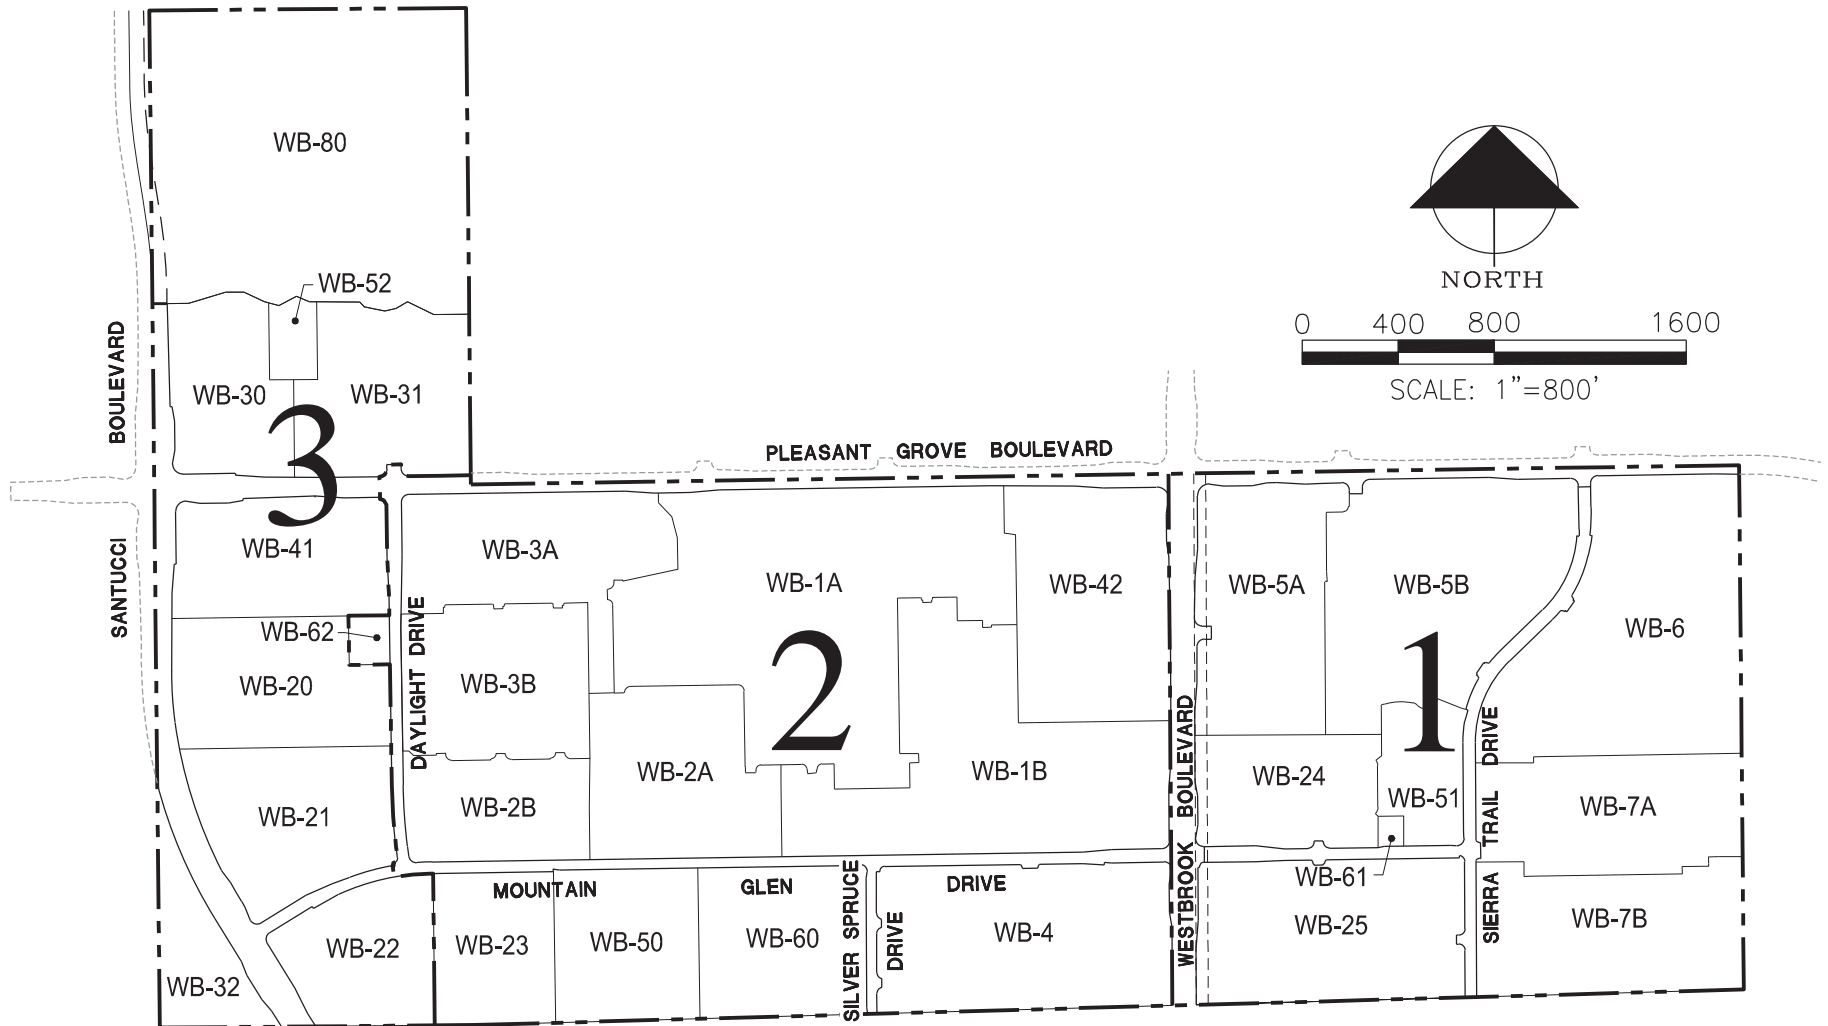 WB-80
WB-52
NORTH
0 400 800 1600
SCALE: 1"=800'
BOULEVARD
SANTUCCI
WB-30
WB-31
3
PLEASANT GROVE BOULEVARD
WB-41
WB-62
WB-20
WB-21
WB-22
WB-32
DAYLIGHT DRIVE
WB-3A
WB-3B
WB-2B
WB-2A
WB-1A
WB-42
2
WB-1B
MOUNTAIN GLEN DRIVE
WB-23
WB-50
WB-60
SILVER SPRUCE
DRIVE
WB-4
WESTBROOK BOULEVARD
WB-5A
WB-5B
WB-6
1
WB-24
WB-51
WB-61
WB-25
SIERRA TRAIL DRIVE
WB-7A
WB-7B